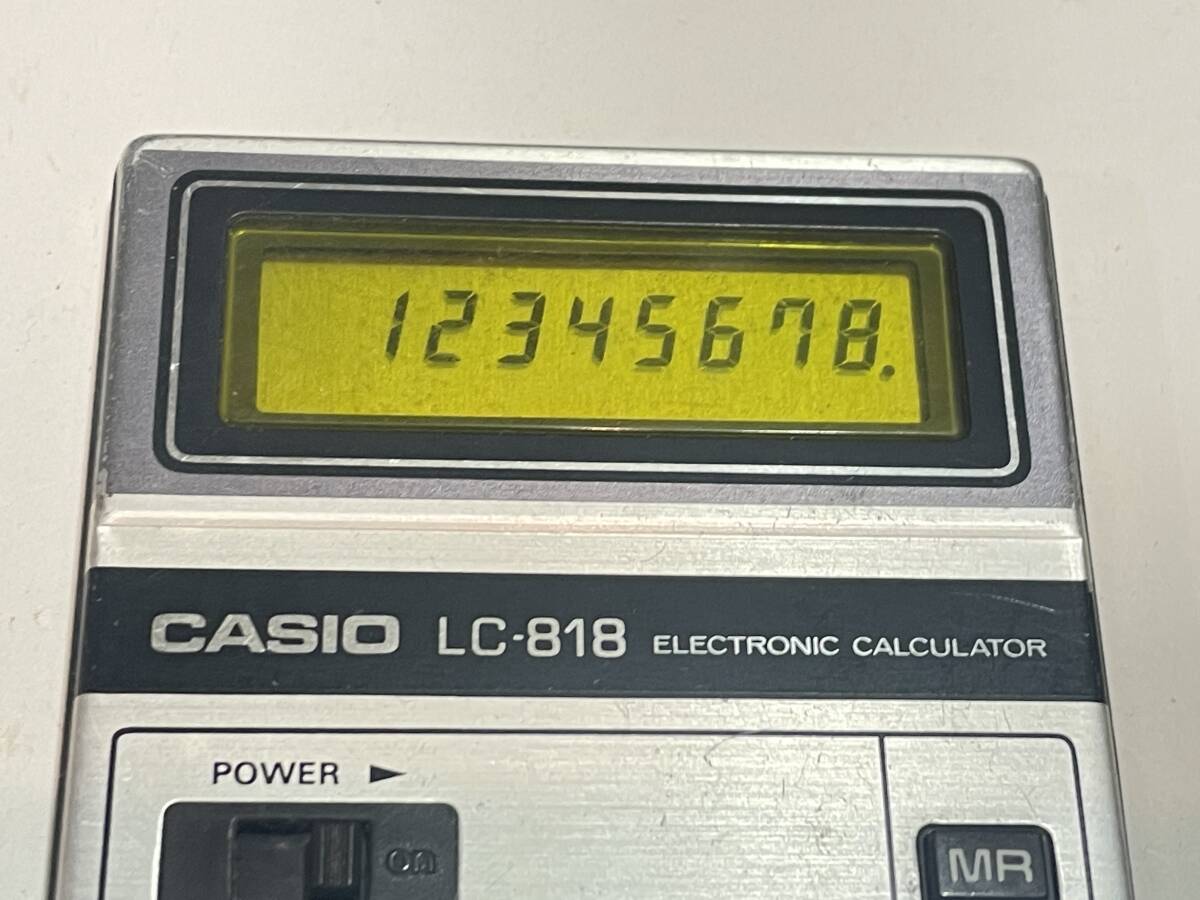 12345678.
CASIO LC-818 ELECTRONIC CALCULATOR
POWER ►
on
MR